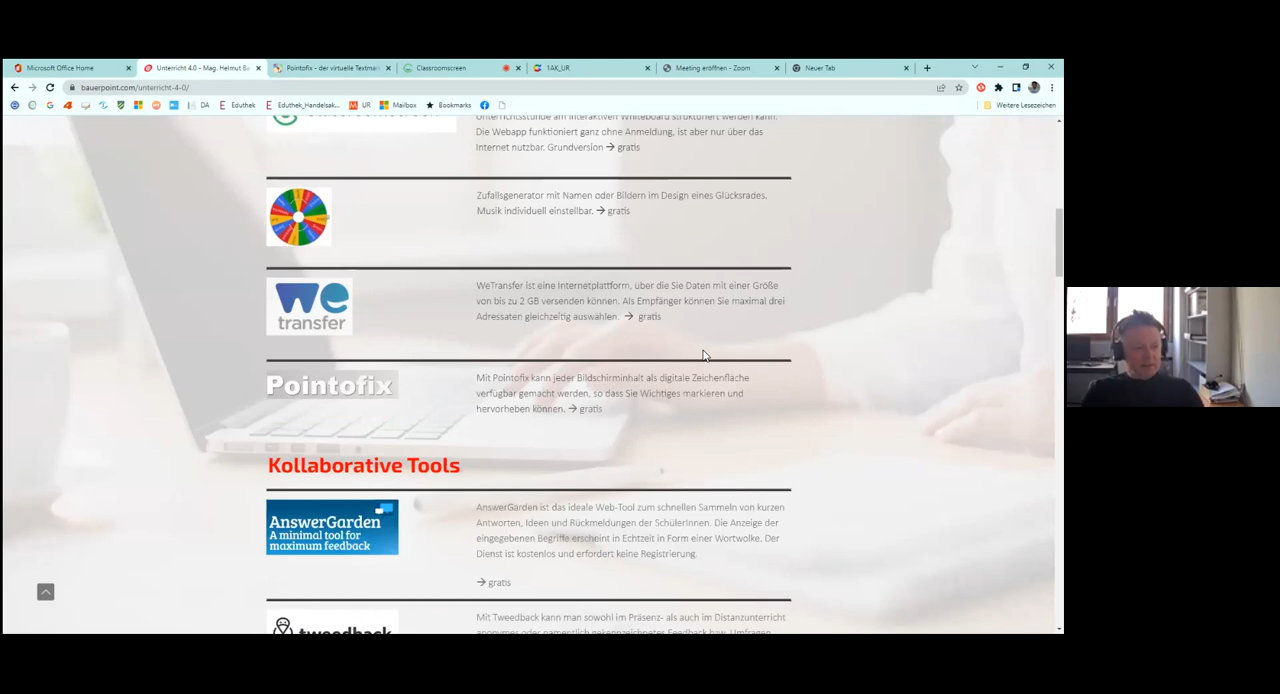 Microsoft Office Home
Unterricht 4.0 – Mag. Helmut Ba
Pointofix - der virtuelle Textmar
Classroomscreen
1AK_UR
Meeting eröffnen - Zoom
Neuer Tab
bauerpoint.com/unterricht-4-0/
DA
Eduthek
Eduthek_Handelsak...
UR
Mailbox
Bookmarks
Weitere Lesezeichen
Unterrichtsstunde am interaktiven Whiteboard strukturiert werden kann.
Die Webapp funktioniert ganz ohne Anmeldung, ist aber nur über das
Internet nutzbar. Grundversion → gratis
Zufallsgenerator mit Namen oder Bildern im Design eines Glücksrades.
Musik individuell einstellbar. → gratis
we
transfer
WeTransfer ist eine Internetplattform, über die Sie Daten mit einer Größe
von bis zu 2 GB versenden können. Als Empfänger können Sie maximal drei
Adressaten gleichzeitig auswählen. → gratis
Pointofix
Mit Pointofix kann jeder Bildschirminhalt als digitale Zeichenfläche
verfügbar gemacht werden, so dass Sie Wichtiges markieren und
hervorheben können. → gratis
Kollaborative Tools
AnswerGarden
A minimal tool for
maximum feedback
AnswerGarden ist das ideale Web-Tool zum schnellen Sammeln von kurzen
Antworten, Ideen und Rückmeldungen der SchülerInnen. Die Anzeige der
eingegebenen Begriffe erscheint in Echtzeit in Form einer Wortwolke. Der
Dienst ist kostenlos und erfordert keine Registrierung.
→ gratis
tweedback
Mit Tweedback kann man sowohl im Präsenz- als auch im Distanzunterricht
anonymes oder namentlich gekennzeichnetes Feedback bzw. Umfragen